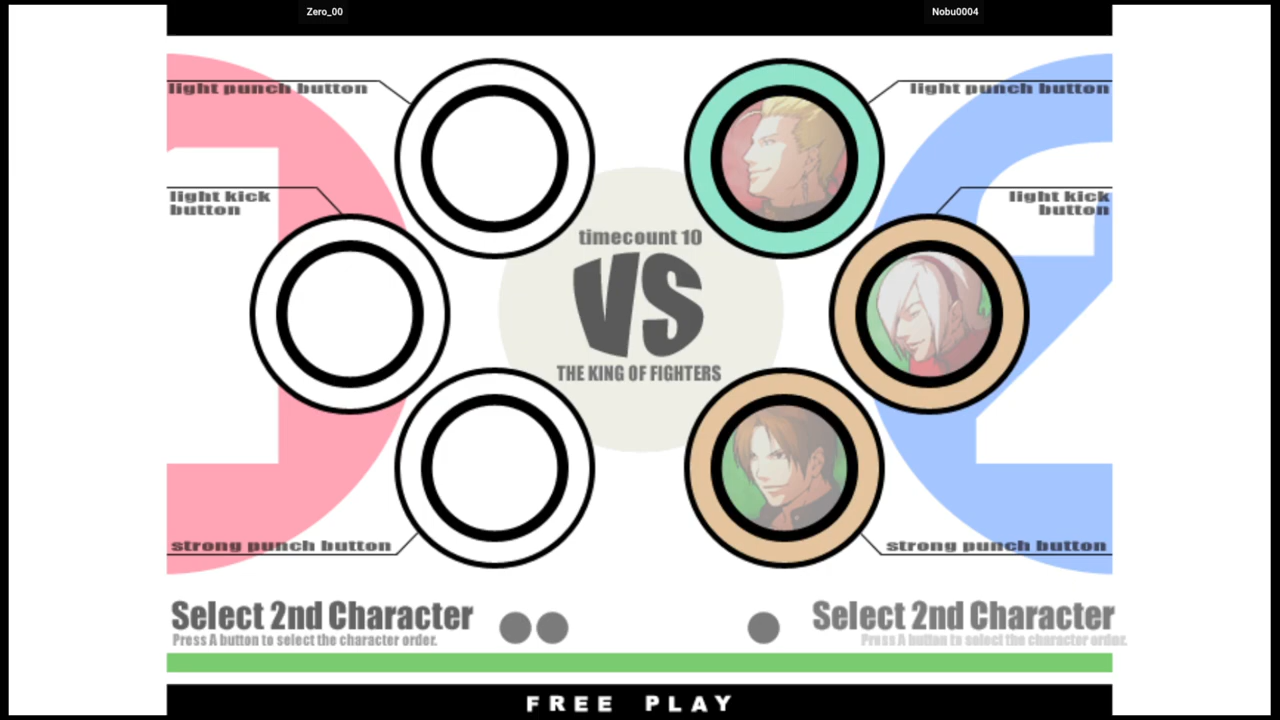 Zero_00
Nobu0004
light punch button
light punch button
light kick
button
light kick
button
timecount 10
VS
THE KING OF FIGHTERS
strong punch button
strong punch button
Select 2nd Character
Press A button to select the character order.
Select 2nd Character
Press A button to select the character order.
FREE PLAY